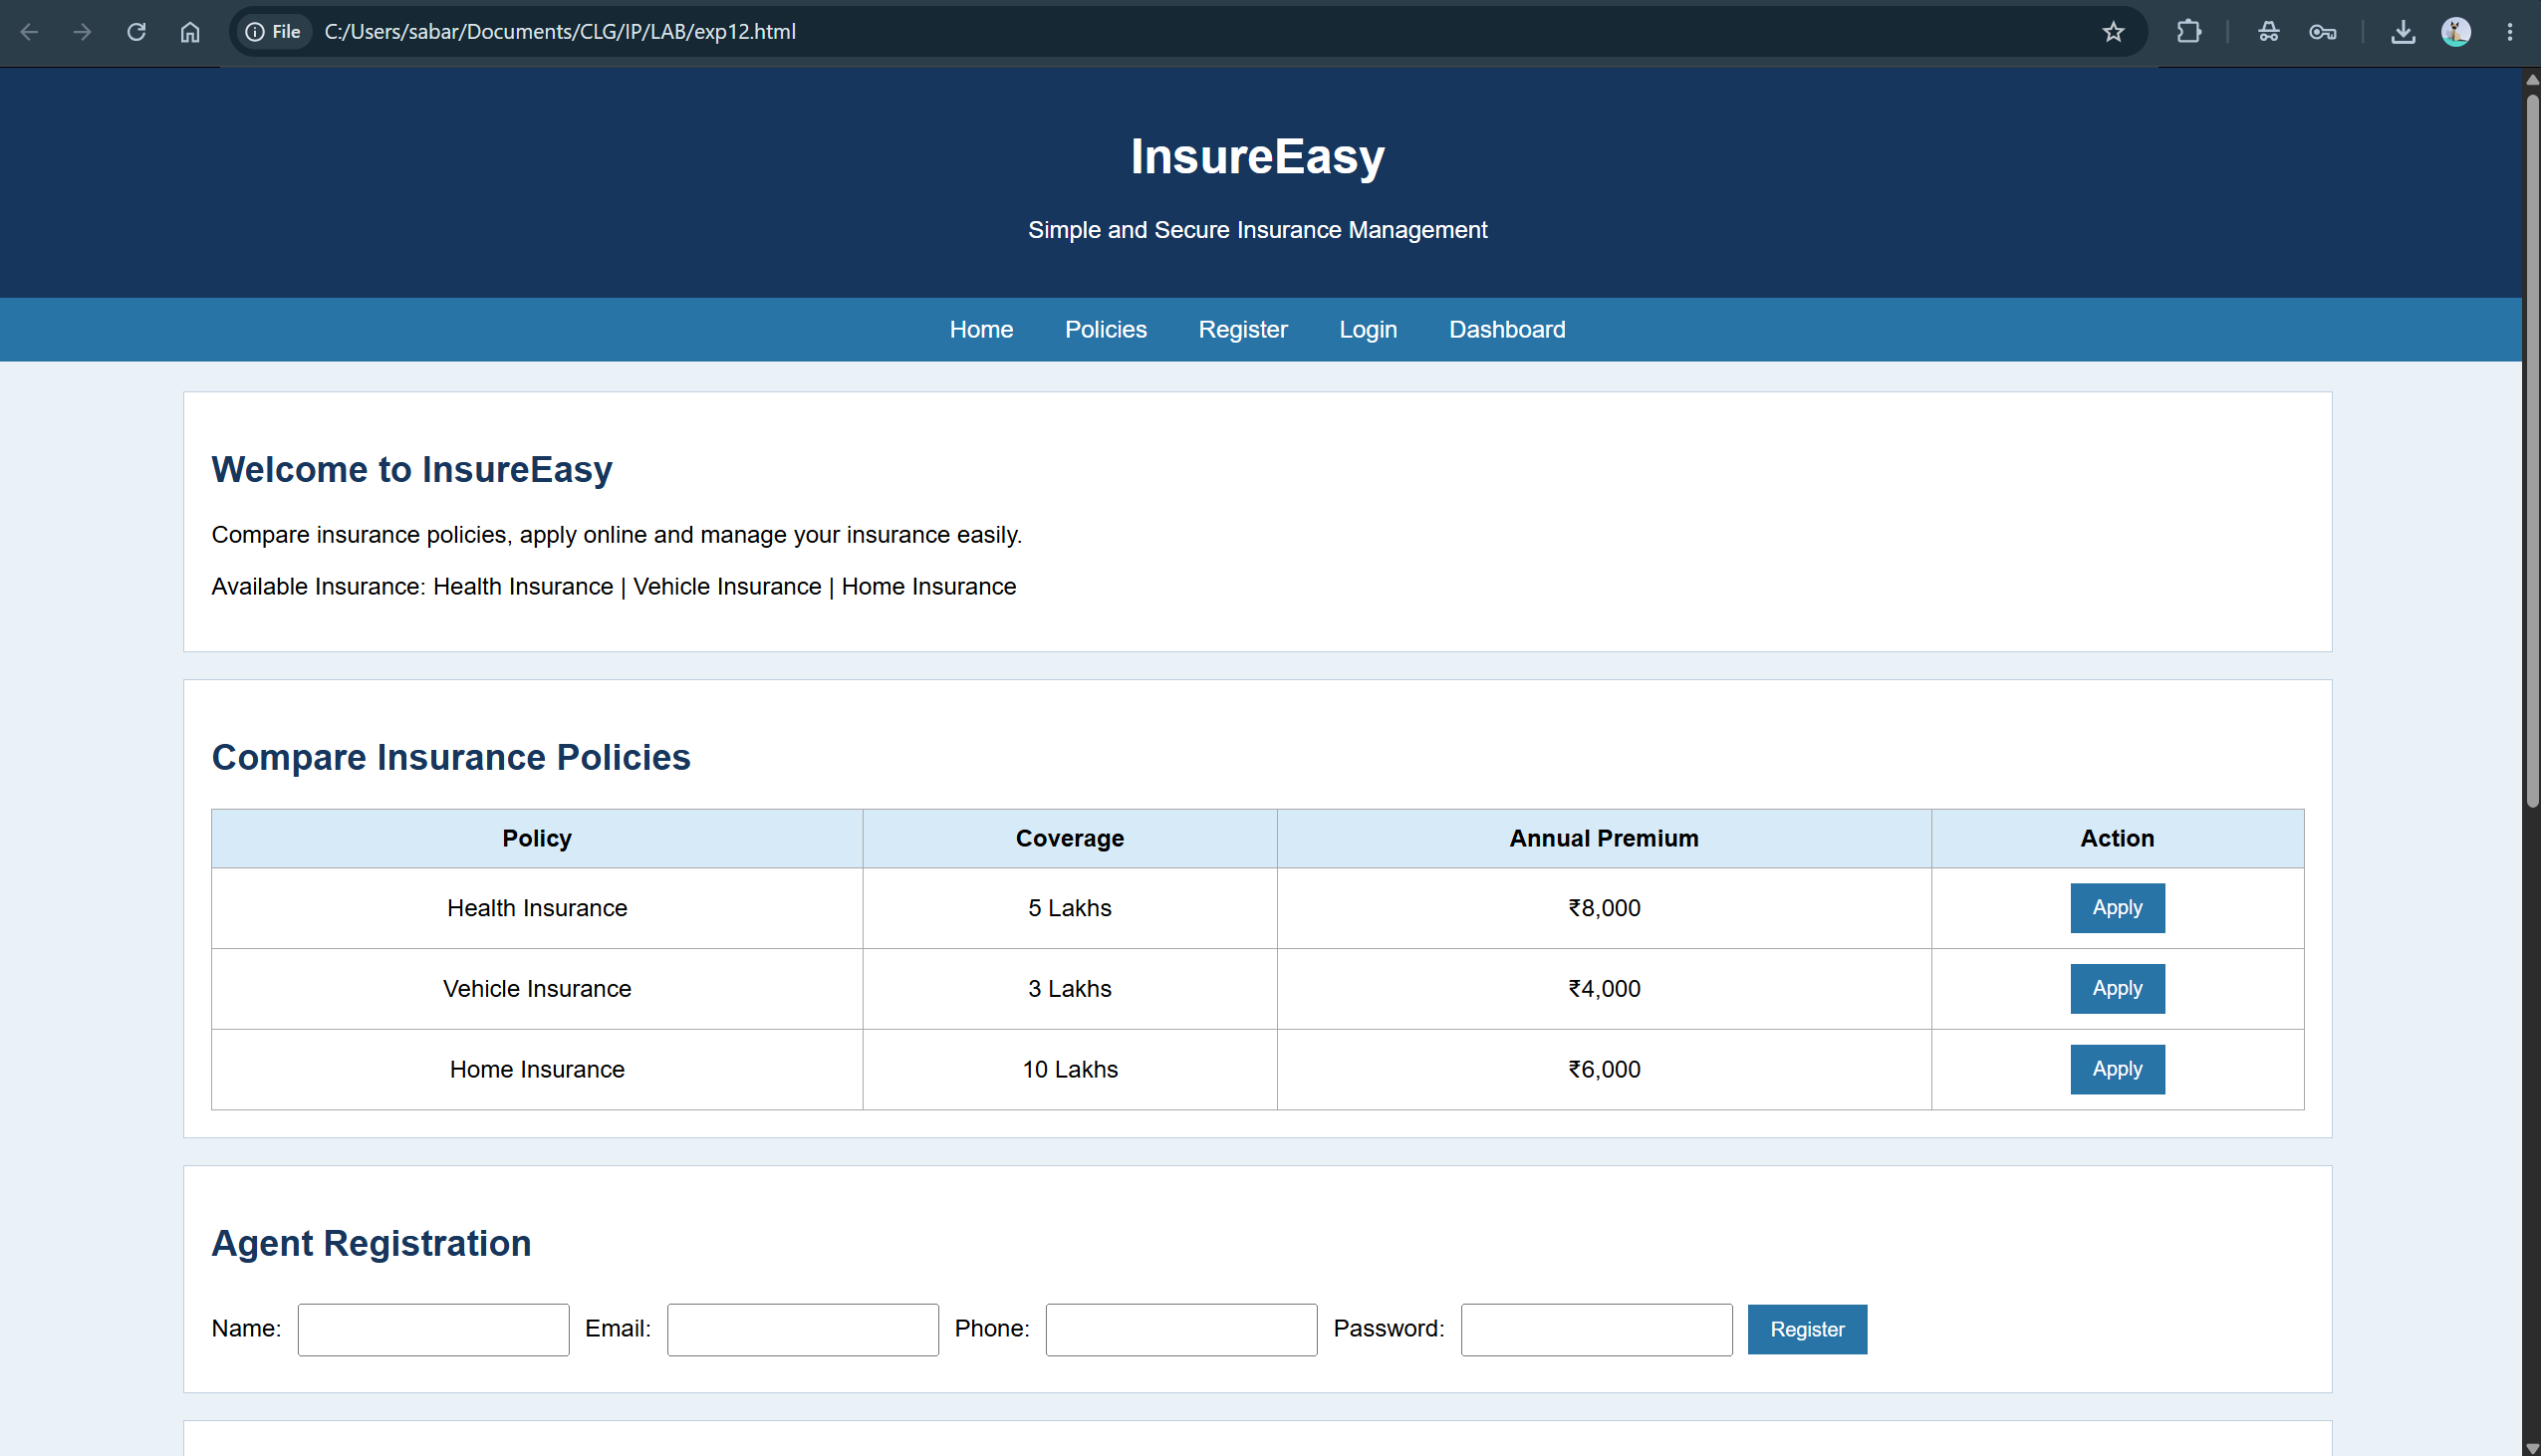 File C:/Users/sabar/Documents/CLG/IP/LAB/exp12.html
InsureEasy
Simple and Secure Insurance Management
Home Policies Register Login Dashboard
Welcome to InsureEasy
Compare insurance policies, apply online and manage your insurance easily.
Available Insurance: Health Insurance | Vehicle Insurance | Home Insurance
Compare Insurance Policies
Policy Coverage Annual Premium Action
Health Insurance 5 Lakhs ₹8,000 Apply
Vehicle Insurance 3 Lakhs ₹4,000 Apply
Home Insurance 10 Lakhs ₹6,000 Apply
Agent Registration
Name: Email: Phone: Password: Register